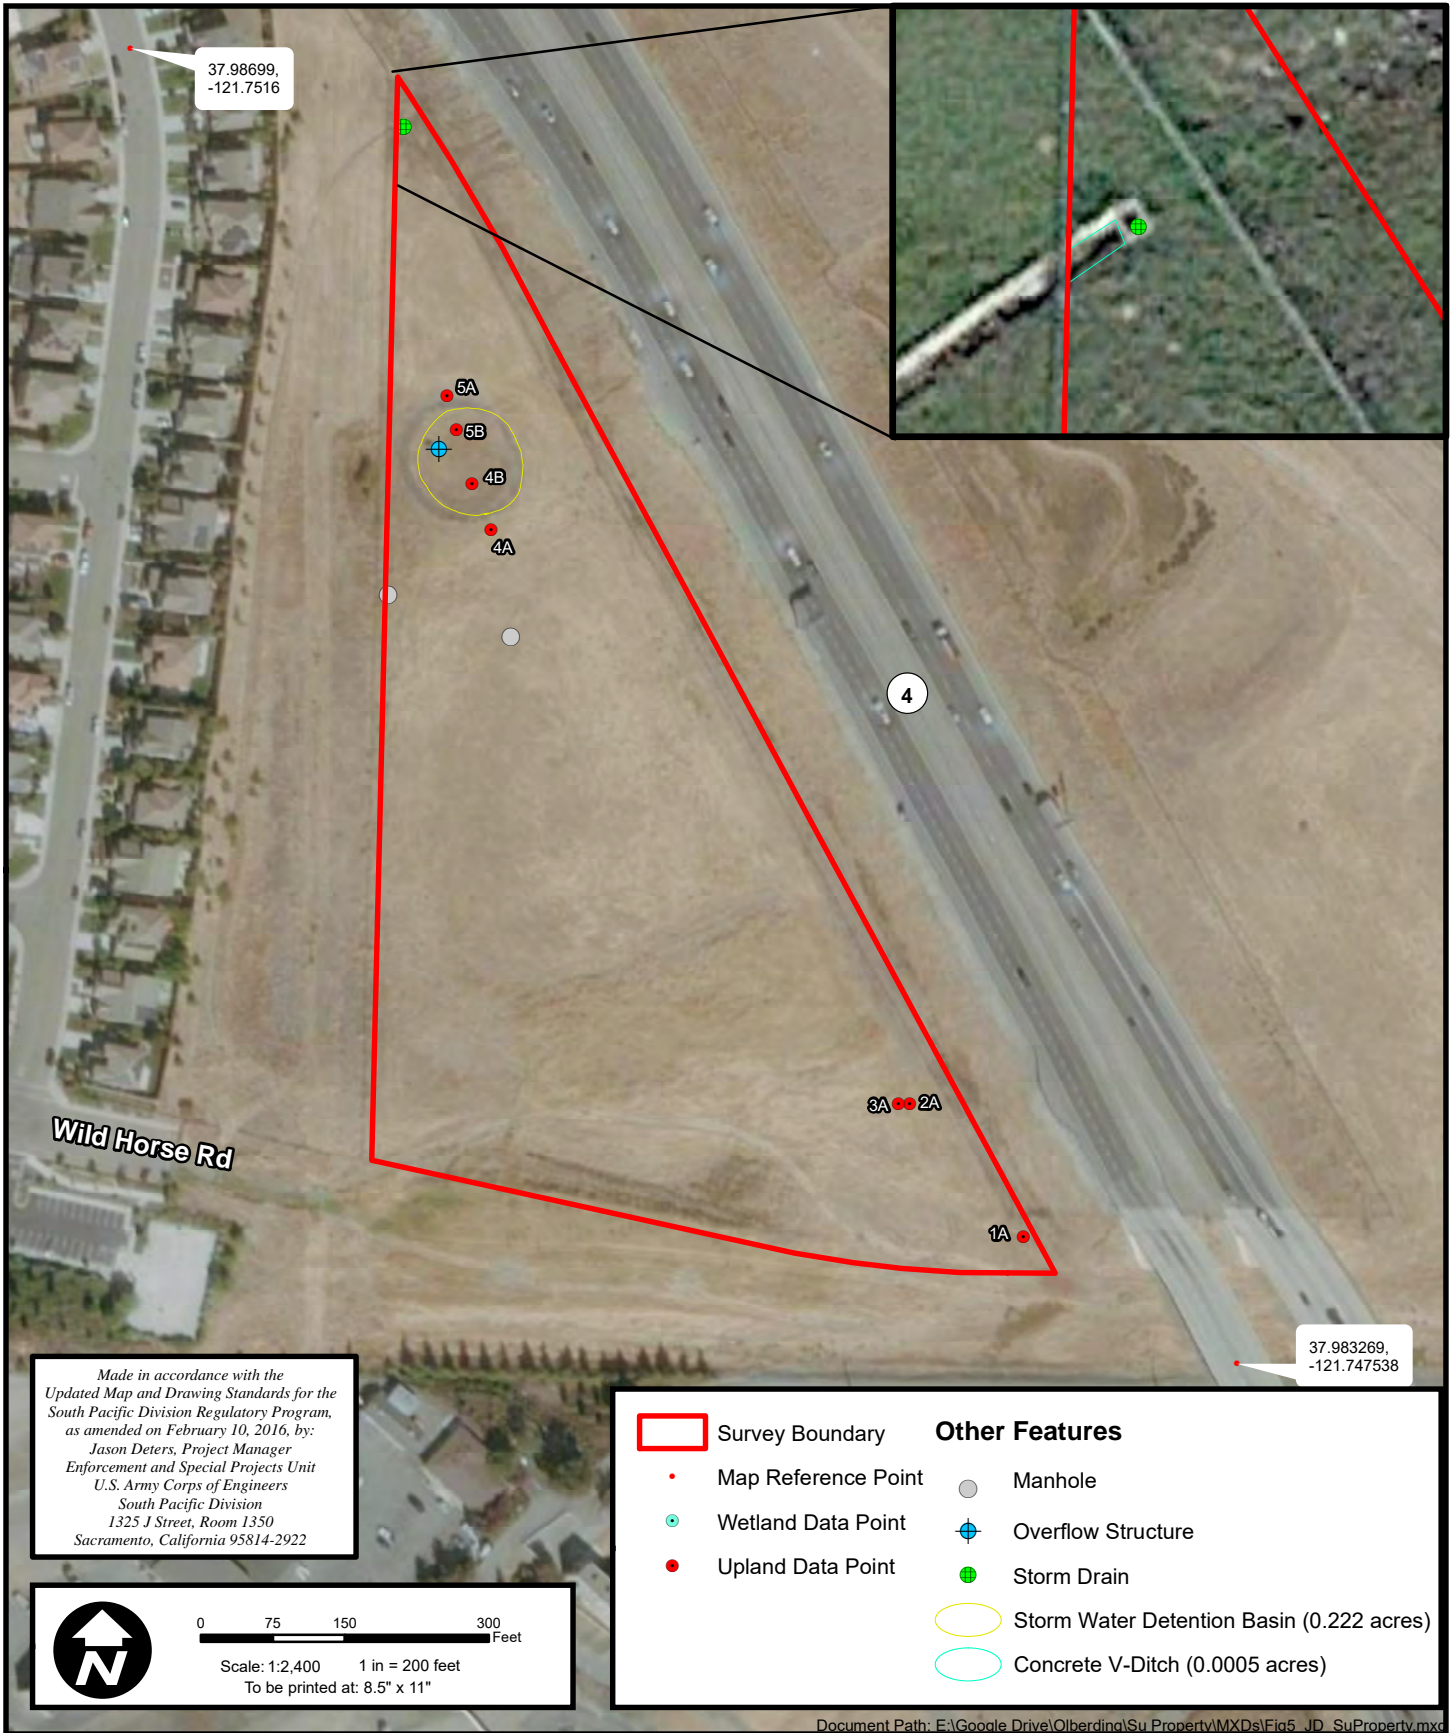 37.98699,
-121.7516
5A
5B
4B
4A
4
3A
2A
1A
Wild Horse Rd
37.983269,
-121.747538
Made in accordance with the
Updated Map and Drawing Standards for the
South Pacific Division Regulatory Program,
as amended on February 10, 2016, by:
Jason Deters, Project Manager
Enforcement and Special Projects Unit
U.S. Army Corps of Engineers
South Pacific Division
1325 J Street, Room 1350
Sacramento, California 95814-2922
N
0 75 150 300
Feet
Scale: 1:2,400 1 in = 200 feet
To be printed at: 8.5" x 11"
Survey Boundary
Map Reference Point
Wetland Data Point
Upland Data Point
Other Features
Manhole
Overflow Structure
Storm Drain
Storm Water Detention Basin (0.222 acres)
Concrete V-Ditch (0.0005 acres)
Document Path: E:\Google Drive\Olberding\Su Property\MXDs\Fig5_JD_SuProperty.mxd